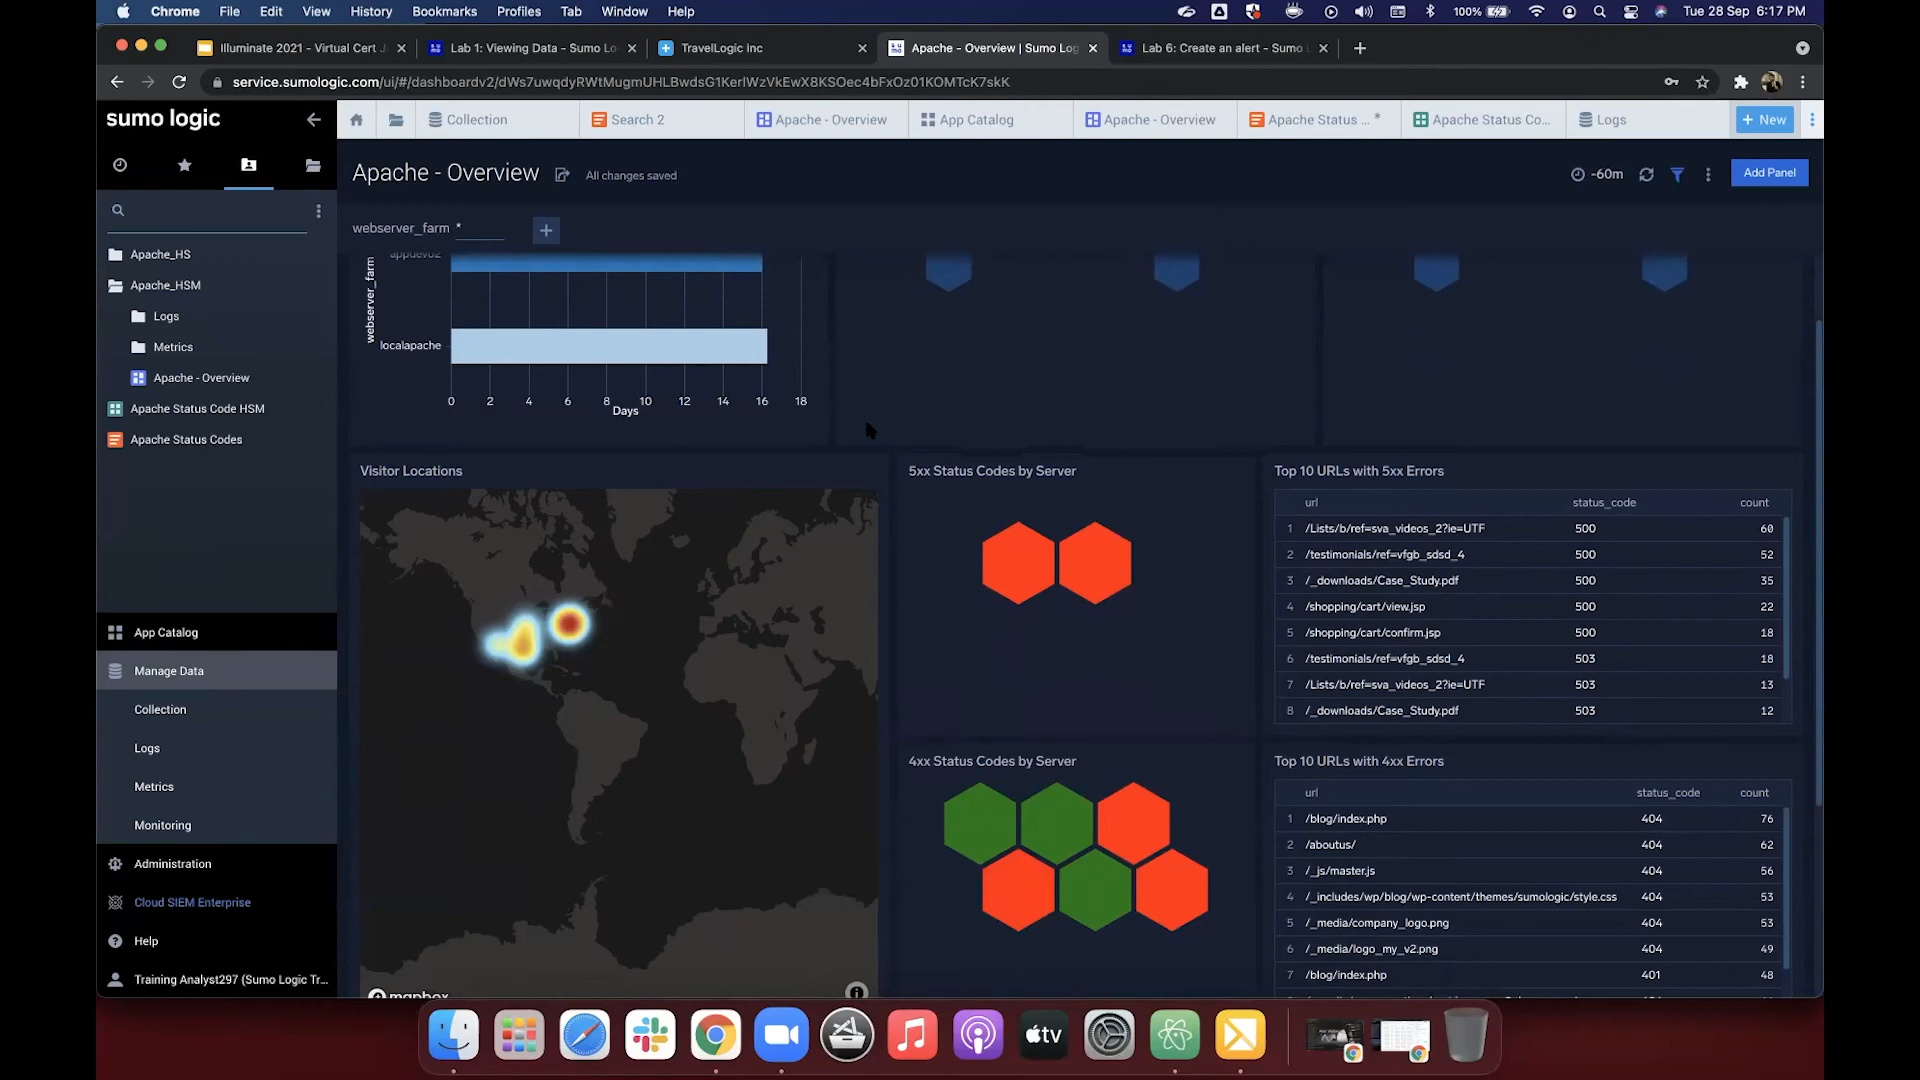 Chrome File Edit View History Bookmarks Profiles Tab Window Help 100% Tue 28 Sep 6:17 PM
Illuminate 2021 - Virtual Cert J
Lab 1: Viewing Data - Sumo Lo
TravelLogic Inc
Apache - Overview | Sumo Log
Lab 6: Create an alert - Sumo
service.sumologic.com/ui/#/dashboardv2/dWs7uwqdyRWtMugmUHLBwdsG1KerlWzVkEwX8KSOec4bFxOz01KOMTcK7skK
sumo logic
Collection
Search 2
Apache - Overview
App Catalog
Apache - Overview
Apache Status ... *
Apache Status Co...
Logs
+ New
Apache - Overview
All changes saved
-60m
Add Panel
webserver_farm *
Apache_HS
Apache_HSM
Logs
Metrics
Apache - Overview
Apache Status Code HSM
Apache Status Codes
App Catalog
Manage Data
Collection
Logs
Metrics
Monitoring
Administration
Cloud SIEM Enterprise
Help
Training Analyst297 (Sumo Logic Tr...
webserver_farm
appdev02
localapache
0 2 4 6 8 10 12 14 16 18
Days
Visitor Locations
mapbox
5xx Status Codes by Server
Top 10 URLs with 5xx Errors
url status_code count
1 /Lists/b/ref=sva_videos_2?ie=UTF 500 60
2 /testimonials/ref=vfgb_sdsd_4 500 52
3 /_downloads/Case_Study.pdf 500 35
4 /shopping/cart/view.jsp 500 22
5 /shopping/cart/confirm.jsp 500 18
6 /testimonials/ref=vfgb_sdsd_4 503 18
7 /Lists/b/ref=sva_videos_2?ie=UTF 503 13
8 /_downloads/Case_Study.pdf 503 12
4xx Status Codes by Server
Top 10 URLs with 4xx Errors
url status_code count
1 /blog/index.php 404 76
2 /aboutus/ 404 62
3 /_js/master.js 404 56
4 /_includes/wp/blog/wp-content/themes/sumologic/style.css 404 53
5 /_media/company_logo.png 404 53
6 /_media/logo_my_v2.png 404 49
7 /blog/index.php 401 48
tv